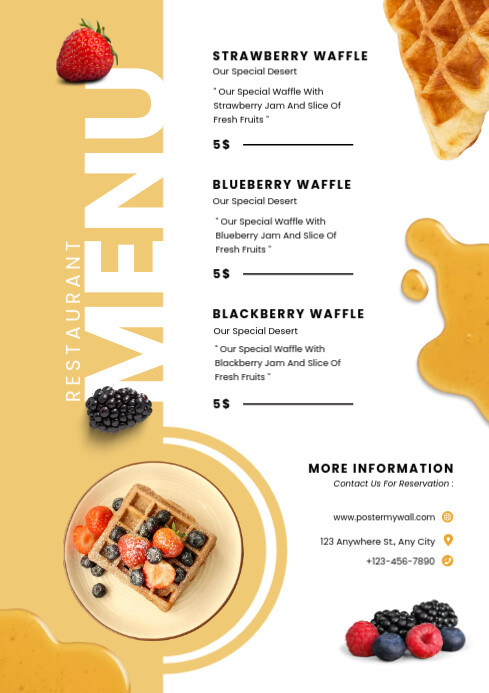 RESTAURANT
MENU
STRAWBERRY WAFFLE
Our Special Desert
" Our Special Waffle With
Strawberry Jam And Slice Of
Fresh Fruits "
5$
BLUEBERRY WAFFLE
Our Special Desert
" Our Special Waffle With
Blueberry Jam And Slice Of
Fresh Fruits "
5$
BLACKBERRY WAFFLE
Our Special Desert
" Our Special Waffle With
Blackberry Jam And Slice Of
Fresh Fruits "
5$
MORE INFORMATION
Contact Us For Reservation :
www.postermywall.com
123 Anywhere St., Any City
+123-456-7890